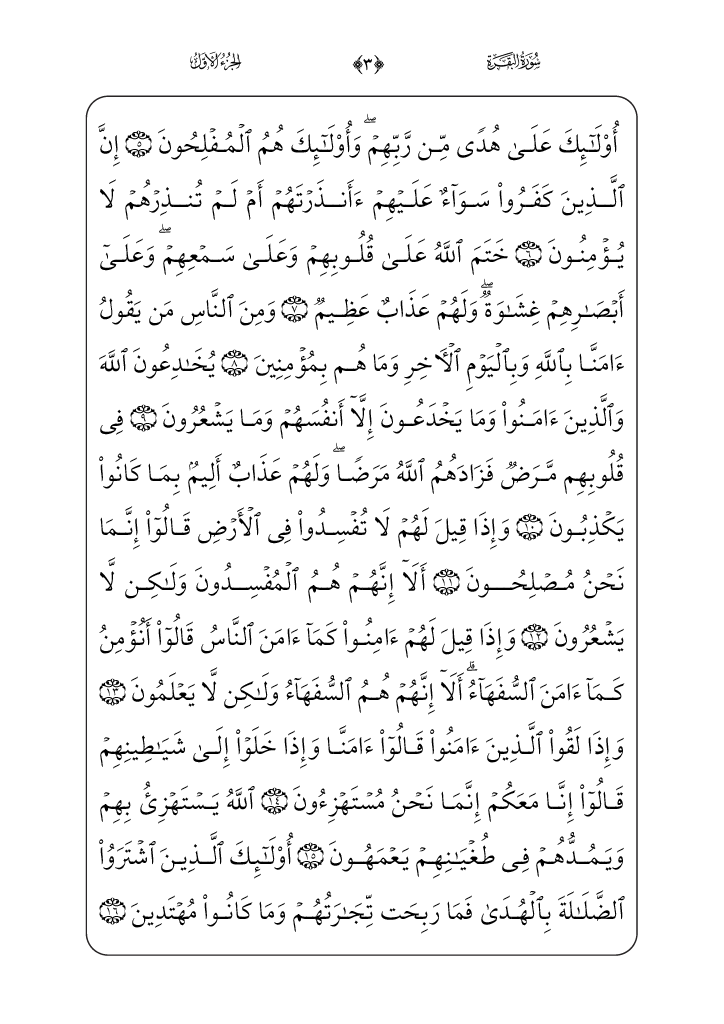 سُورَةُ البَقَرَةِ ﴿٣﴾ الجُزْءُ الأَوَّلُ
أُوْلَـٰٓئِكَ عَلَىٰ هُدًى مِّن رَّبِّهِمۡۖ وَأُوْلَـٰٓئِكَ هُمُ ٱلۡمُفۡلِحُونَ ٥ إِنَّ
ٱلَّذِينَ كَفَرُواْ سَوَآءٌ عَلَيۡهِمۡ ءَأَنذَرۡتَهُمۡ أَمۡ لَمۡ تُنذِرۡهُمۡ لَا
يُؤۡمِنُونَ ٦ خَتَمَ ٱللَّهُ عَلَىٰ قُلُوبِهِمۡ وَعَلَىٰ سَمۡعِهِمۡۖ وَعَلَىٰٓ
أَبۡصَـٰرِهِمۡ غِشَـٰوَةٌۖ وَلَهُمۡ عَذَابٌ عَظِيمٌ ٧ وَمِنَ ٱلنَّاسِ مَن يَقُولُ
ءَامَنَّا بِٱللَّهِ وَبِٱلۡيَوۡمِ ٱلۡأٓخِرِ وَمَا هُم بِمُؤۡمِنِينَ ٨ يُخَـٰدِعُونَ ٱللَّهَ
وَٱلَّذِينَ ءَامَنُواْ وَمَا يَخۡدَعُونَ إِلَّآ أَنفُسَهُمۡ وَمَا يَشۡعُرُونَ ٩ فِى
قُلُوبِهِم مَّرَضٌ فَزَادَهُمُ ٱللَّهُ مَرَضًاۖ وَلَهُمۡ عَذَابٌ أَلِيمُۢ بِمَا كَانُواْ
يَكۡذِبُونَ ١٠ وَإِذَا قِيلَ لَهُمۡ لَا تُفۡسِدُواْ فِى ٱلۡأَرۡضِ قَالُوٓاْ إِنَّمَا
نَحۡنُ مُصۡلِحُونَ ١١ أَلَآ إِنَّهُمۡ هُمُ ٱلۡمُفۡسِدُونَ وَلَـٰكِن لَّا
يَشۡعُرُونَ ١٢ وَإِذَا قِيلَ لَهُمۡ ءَامِنُواْ كَمَآ ءَامَنَ ٱلنَّاسُ قَالُوٓاْ أَنُؤۡمِنُ
كَمَآ ءَامَنَ ٱلسُّفَهَآءُۗ أَلَآ إِنَّهُمۡ هُمُ ٱلسُّفَهَآءُ وَلَـٰكِن لَّا يَعۡلَمُونَ ١٣
وَإِذَا لَقُواْ ٱلَّذِينَ ءَامَنُواْ قَالُوٓاْ ءَامَنَّا وَإِذَا خَلَوۡاْ إِلَىٰ شَيَـٰطِينِهِمۡ
قَالُوٓاْ إِنَّا مَعَكُمۡ إِنَّمَا نَحۡنُ مُسۡتَهۡزِءُونَ ١٤ ٱللَّهُ يَسۡتَهۡزِئُ بِهِمۡ
وَيَمُدُّهُمۡ فِى طُغۡيَـٰنِهِمۡ يَعۡمَهُونَ ١٥ أُوْلَـٰٓئِكَ ٱلَّذِينَ ٱشۡتَرَوُاْ
ٱلضَّلَـٰلَةَ بِٱلۡهُدَىٰ فَمَا رَبِحَت تِّجَـٰرَتُهُمۡ وَمَا كَانُواْ مُهۡتَدِينَ ١٦